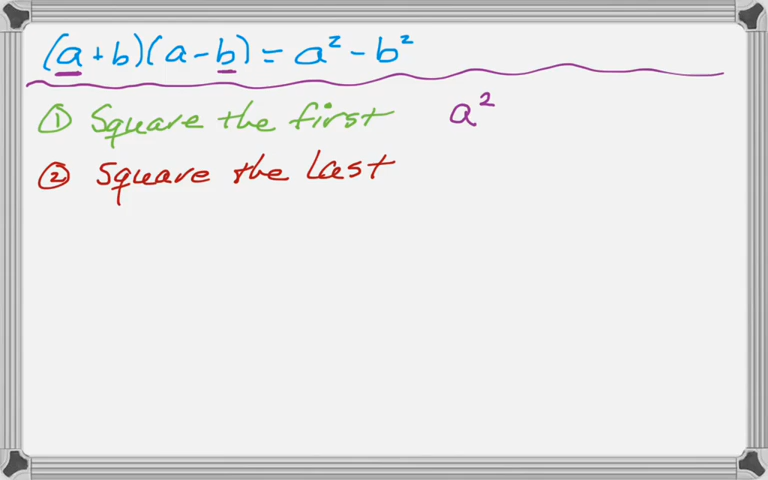 (a+b)(a-b) = a² - b²
① Square the first a²
② Square the Last